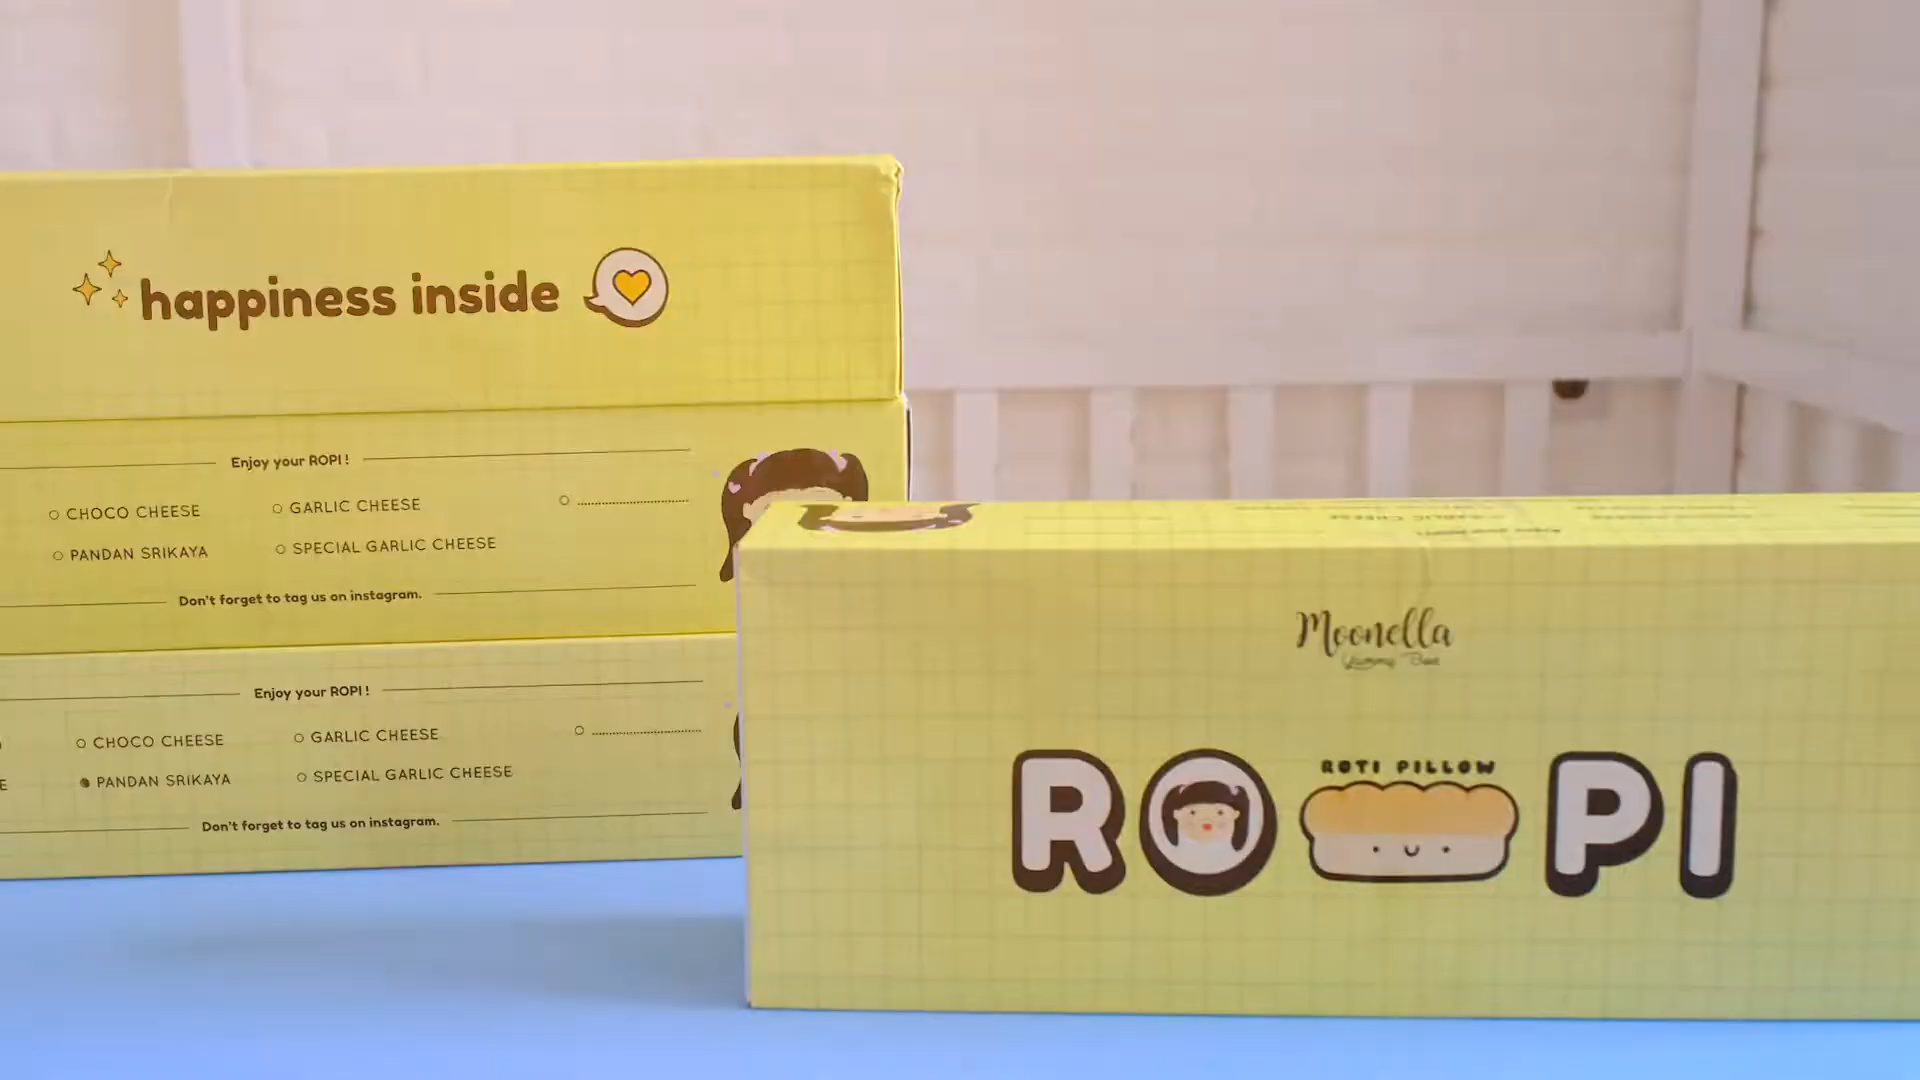 happiness inside
Enjoy your ROPI !
CHOCO CHEESE
GARLIC CHEESE
PANDAN SRIKAYA
SPECIAL GARLIC CHEESE
Don't forget to tag us on instagram.
Enjoy your ROPI !
CHOCO CHEESE
GARLIC CHEESE
E
PANDAN SRIKAYA
SPECIAL GARLIC CHEESE
Don't forget to tag us on instagram.
Moonella
ROTI PILLOW
ROPI